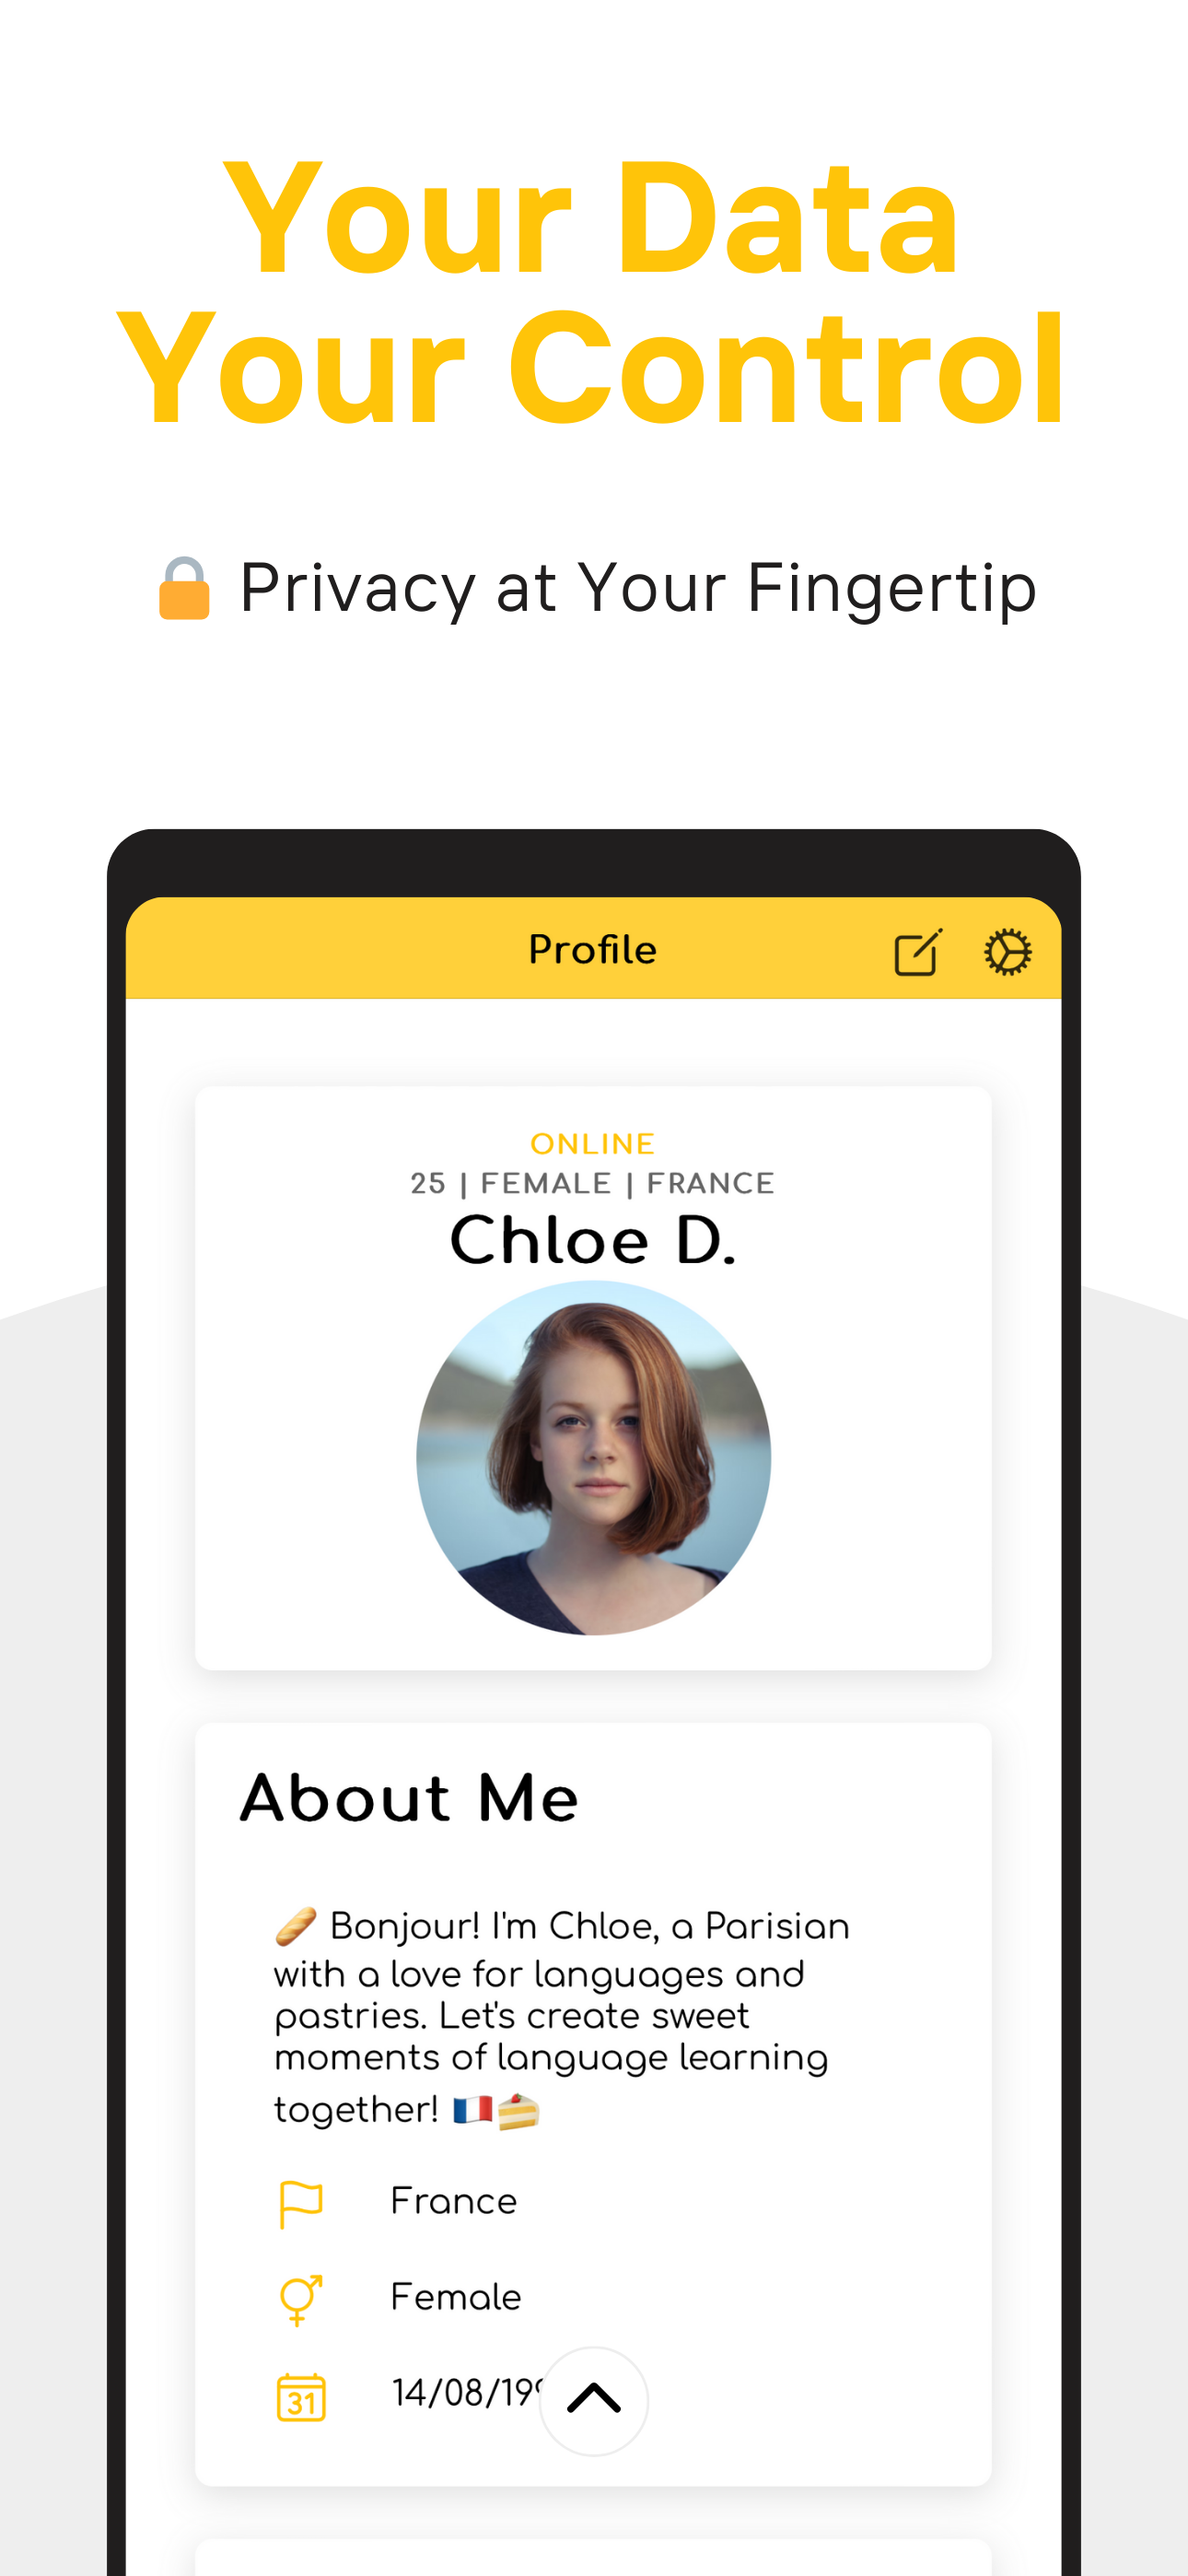 Your Data
Your Control
🔒 Privacy at Your Fingertip
Profile
ONLINE
25 | FEMALE | FRANCE
Chloe D.
About Me
🥖 Bonjour! I'm Chloe, a Parisian
with a love for languages and
pastries. Let's create sweet
moments of language learning
together! 🇫🇷🍰
France
Female
31
14/08/199